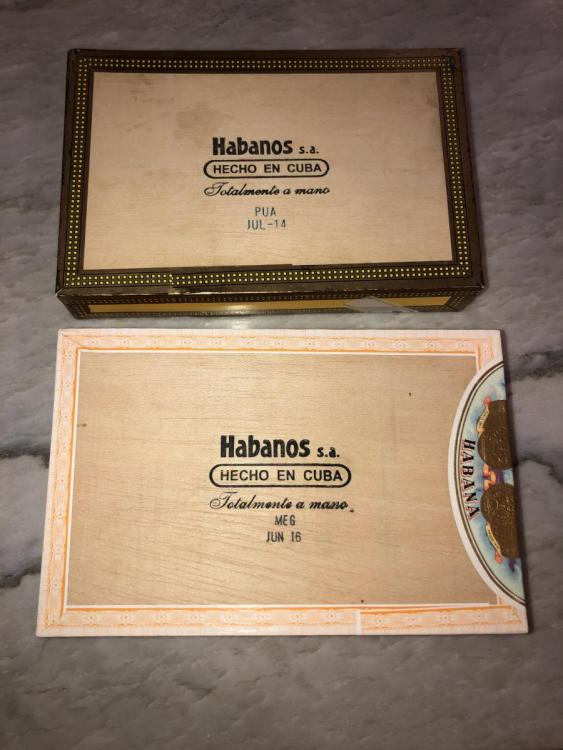 Habanos s.a.
HECHO EN CUBA
Totalmente a mano
PUA
JUL-14
Habanos s.a.
HECHO EN CUBA
Totalmente a mano
MEG
JUN 16
HABANA